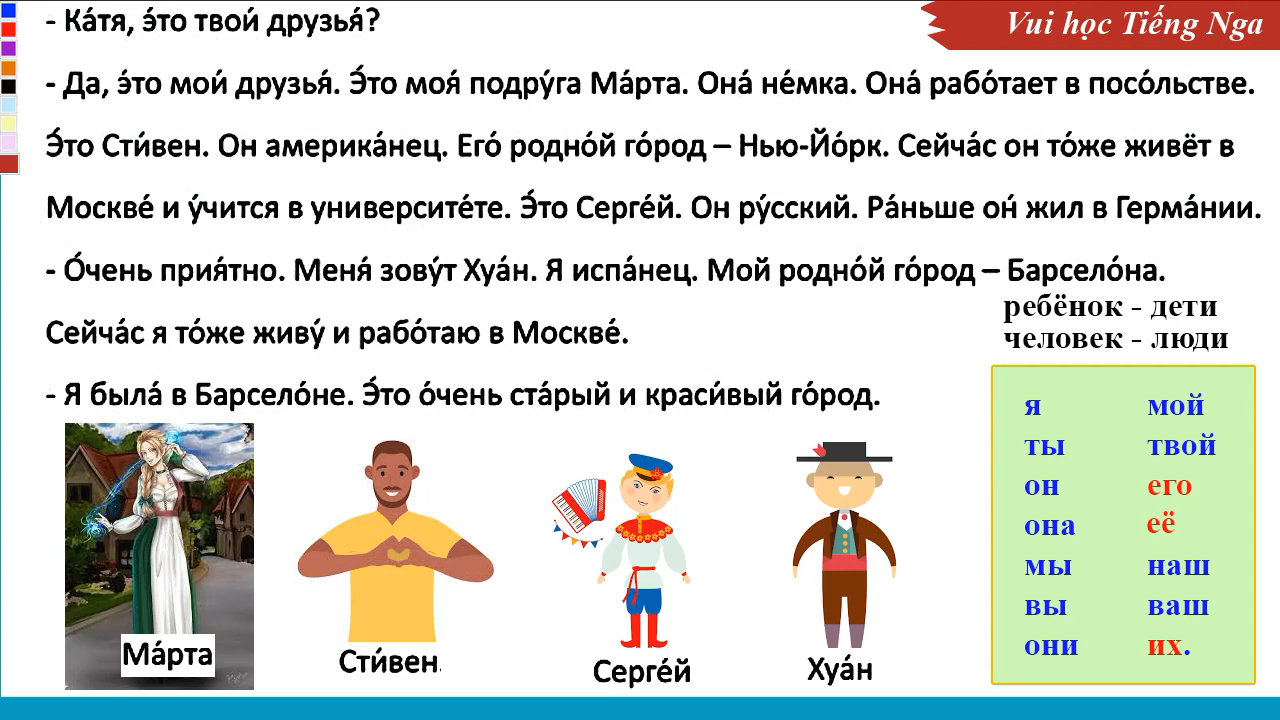 - Ка́тя, э́то твои́ друзья́?
Vui học Tiếng Nga
- Да, э́то мои́ друзья́. Э́то моя́ подру́га Ма́рта. Она́ не́мка. Она́ рабо́тает в посо́льстве.
Э́то Сти́вен. Он америка́нец. Его́ родно́й го́род – Нью-Йо́рк. Сейча́с он то́же живёт в
Москве́ и у́чится в университе́те. Э́то Серге́й. Он ру́сский. Ра́ньше он́ жил в Герма́нии.
- О́чень прия́тно. Меня́ зову́т Хуа́н. Я испа́нец. Мой родно́й го́род – Барсело́на.
Сейча́с я то́же живу́ и рабо́таю в Москве́.
- Я была́ в Барсело́не. Э́то о́чень ста́рый и краси́вый го́род.
ребёнок - дети
человек - люди
я мой
ты твой
он его
она её
мы наш
вы ваш
они их.
Ма́рта
Сти́вен.
Серге́й
Хуа́н